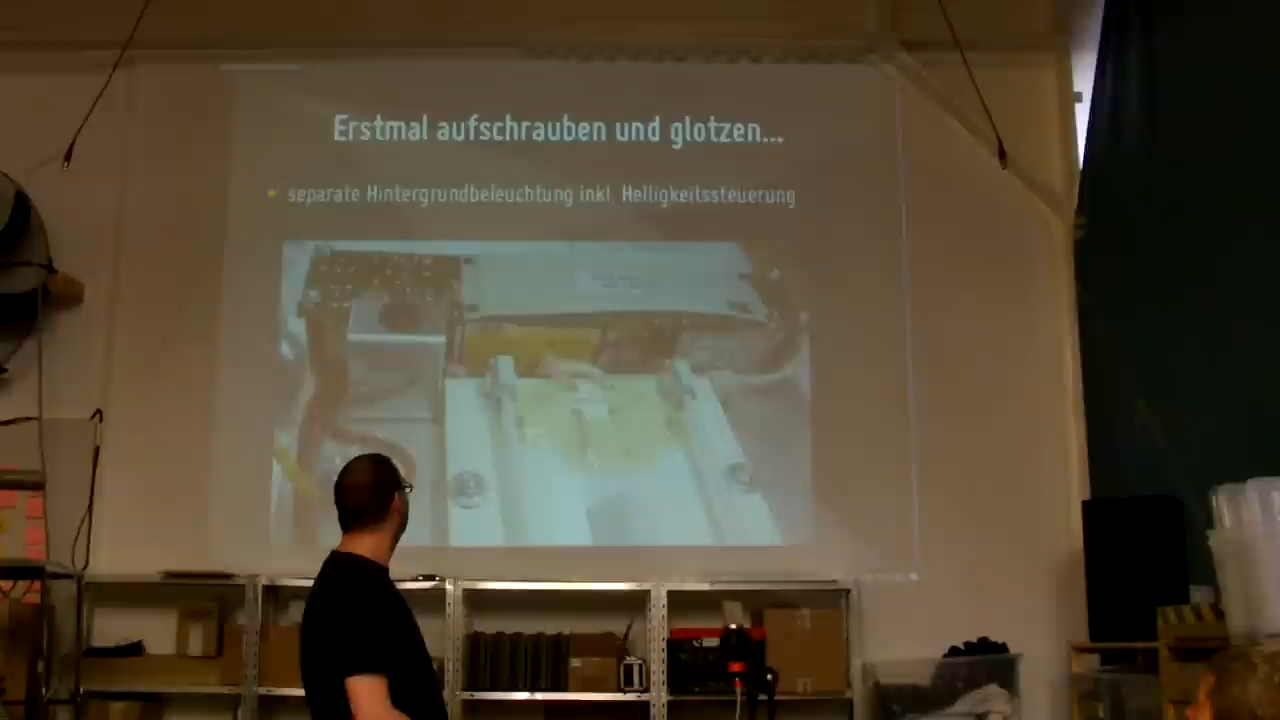 Erstmal aufschrauben und glotzen...
separate Hintergrundbeleuchtung inkl. Helligkeitssteuerung